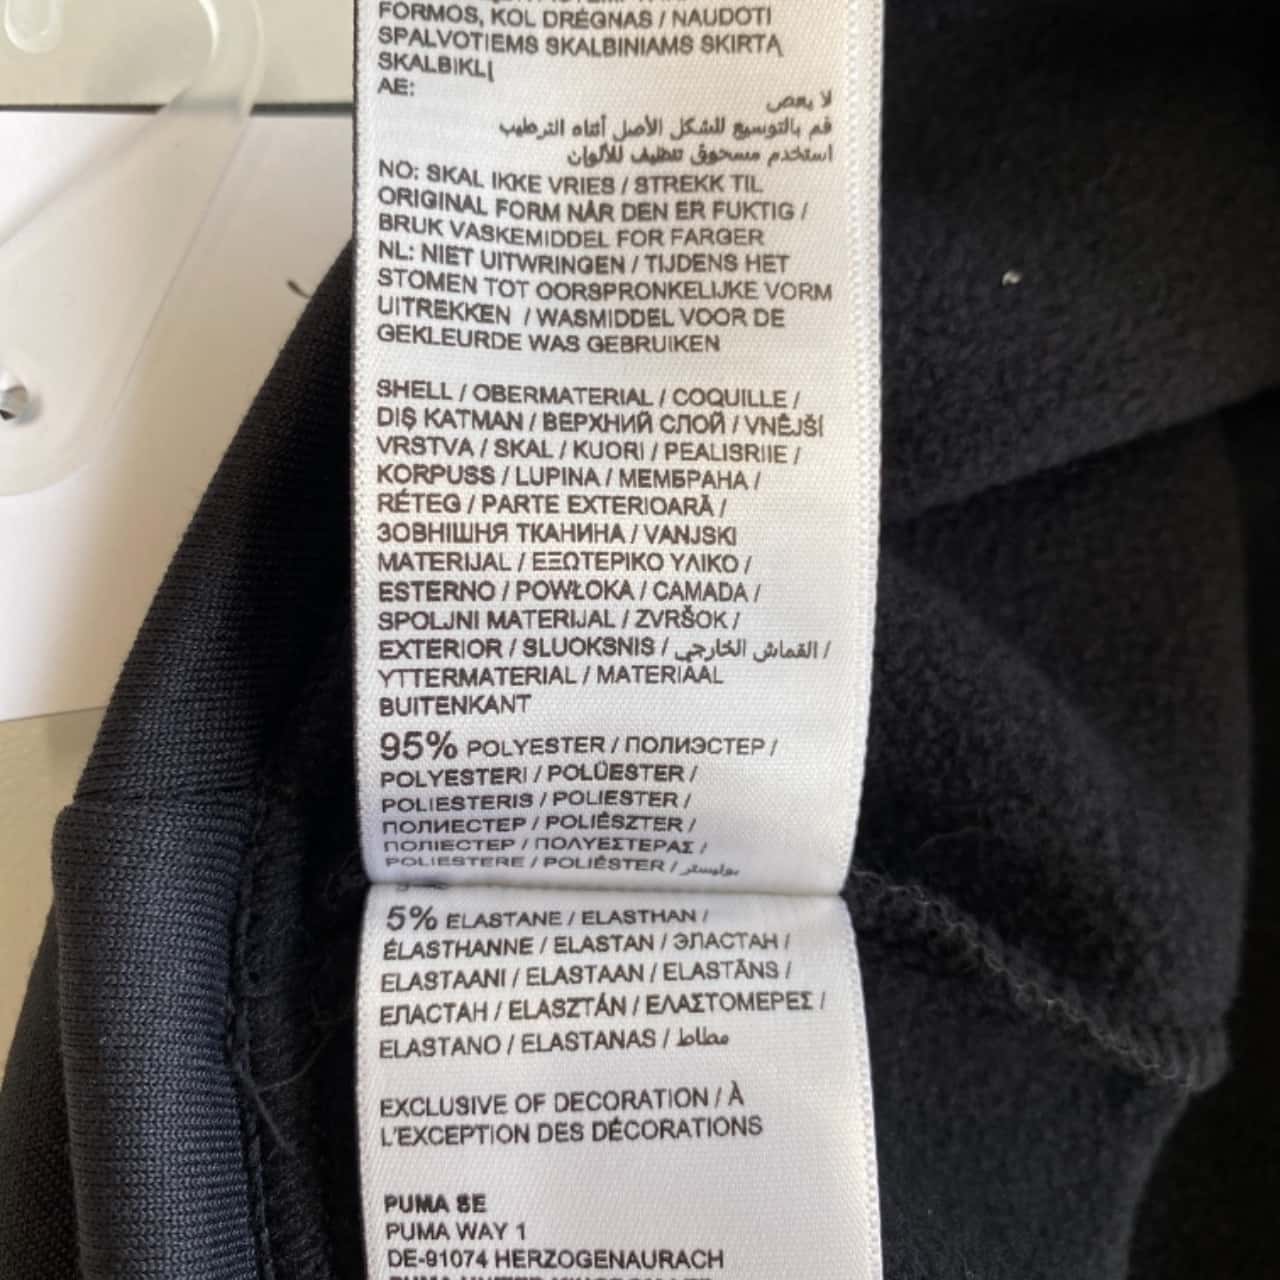 FORMOS, KOL DRĖGNAS / NAUDOTI
SPALVOTIEMS SKALBINIAMS SKIRTĄ
SKALBIKLĮ
AE:
لا يعصر
قم بالتوسيع للشكل الأصل أثناء الترطيب
استخدم مسحوق تنظيف للألوان
NO: SKAL IKKE VRIES / STREKK TIL
ORIGINAL FORM NÅR DEN ER FUKTIG /
BRUK VASKEMIDDEL FOR FARGER
NL: NIET UITWRINGEN / TIJDENS HET
STOMEN TOT OORSPRONKELIJKE VORM
UITREKKEN / WASMIDDEL VOOR DE
GEKLEURDE WAS GEBRUIKEN
SHELL / OBERMATERIAL / COQUILLE /
DIŞ KATMAN / ВЕРХНИЙ СЛОЙ / VNĚJŠÍ
VRSTVA / SKAL / KUORI / PEALISRIIE /
KORPUSS / LUPINA / МЕМБРАНА /
RÉTEG / PARTE EXTERIOARĂ /
ЗОВНІШНЯ ТКАНИНА / VANJSKI
MATERIJAL / ΕΞΩΤΕΡΙΚΟ ΥΛΙΚΟ /
ESTERNO / POWŁOKA / CAMADA /
SPOLJNI MATERIJAL / ZVRŠOK /
EXTERIOR / SLUOKSNIS / القماش الخارجي /
YTTERMATERIAL / MATERIAAL
BUITENKANT
95% POLYESTER / ПОЛИЭСТЕР /
POLYESTERI / POLÜESTER /
POLIESTERIS / POLIESTER /
ПОЛИЕСТЕР / POLIÉSZTER /
ПОЛІЕСТЕР / ΠΟΛΥΕΣΤΕΡΑΣ /
POLIESTERE / POLIÉSTER / بوليستر
5% ELASTANE / ELASTHAN /
ÉLASTHANNE / ELASTAN / ЭЛАСТАН /
ELASTAANI / ELASTAAN / ELASTĀNS /
ЕЛАСТАН / ELASZTÁN / ΕΛΑΣΤΟΜΕΡΕΣ /
ELASTANO / ELASTANAS / مطاط
EXCLUSIVE OF DECORATION / À
L'EXCEPTION DES DÉCORATIONS
PUMA SE
PUMA WAY 1
DE-91074 HERZOGENAURACH